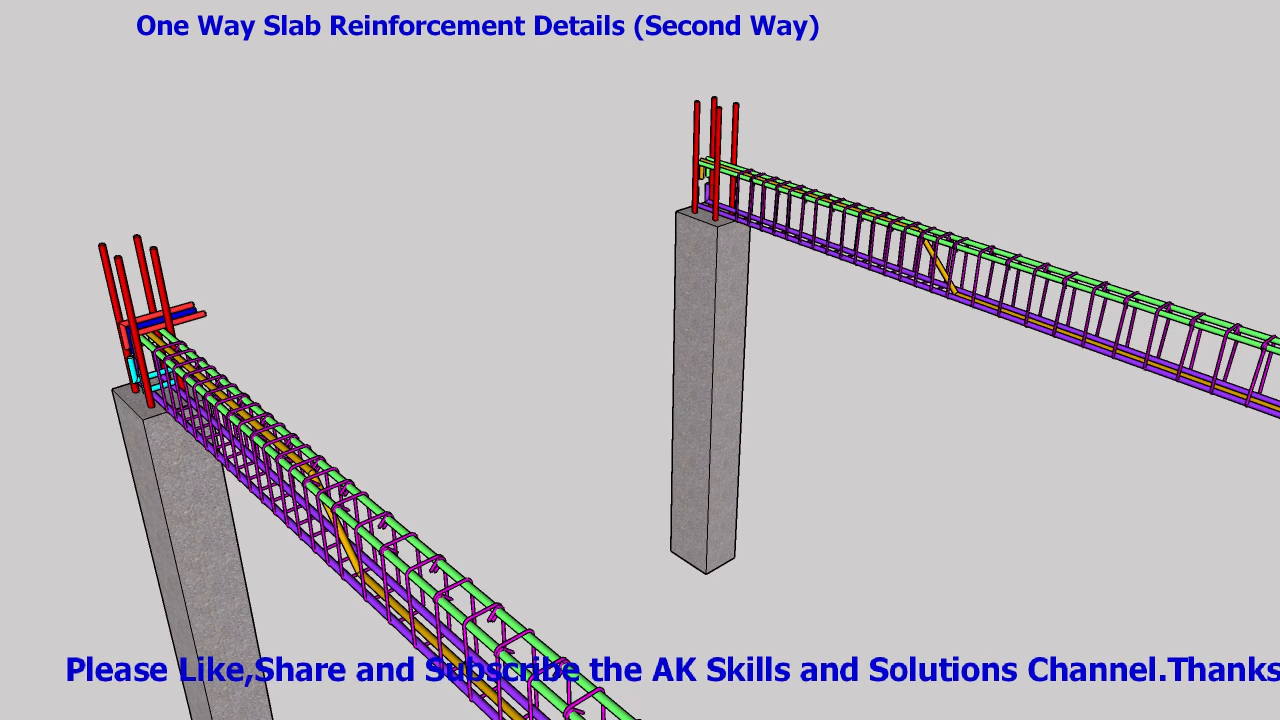 One Way Slab Reinforcement Details (Second Way)
Please Like,Share and Subscribe the AK Skills and Solutions Channel.Thanks